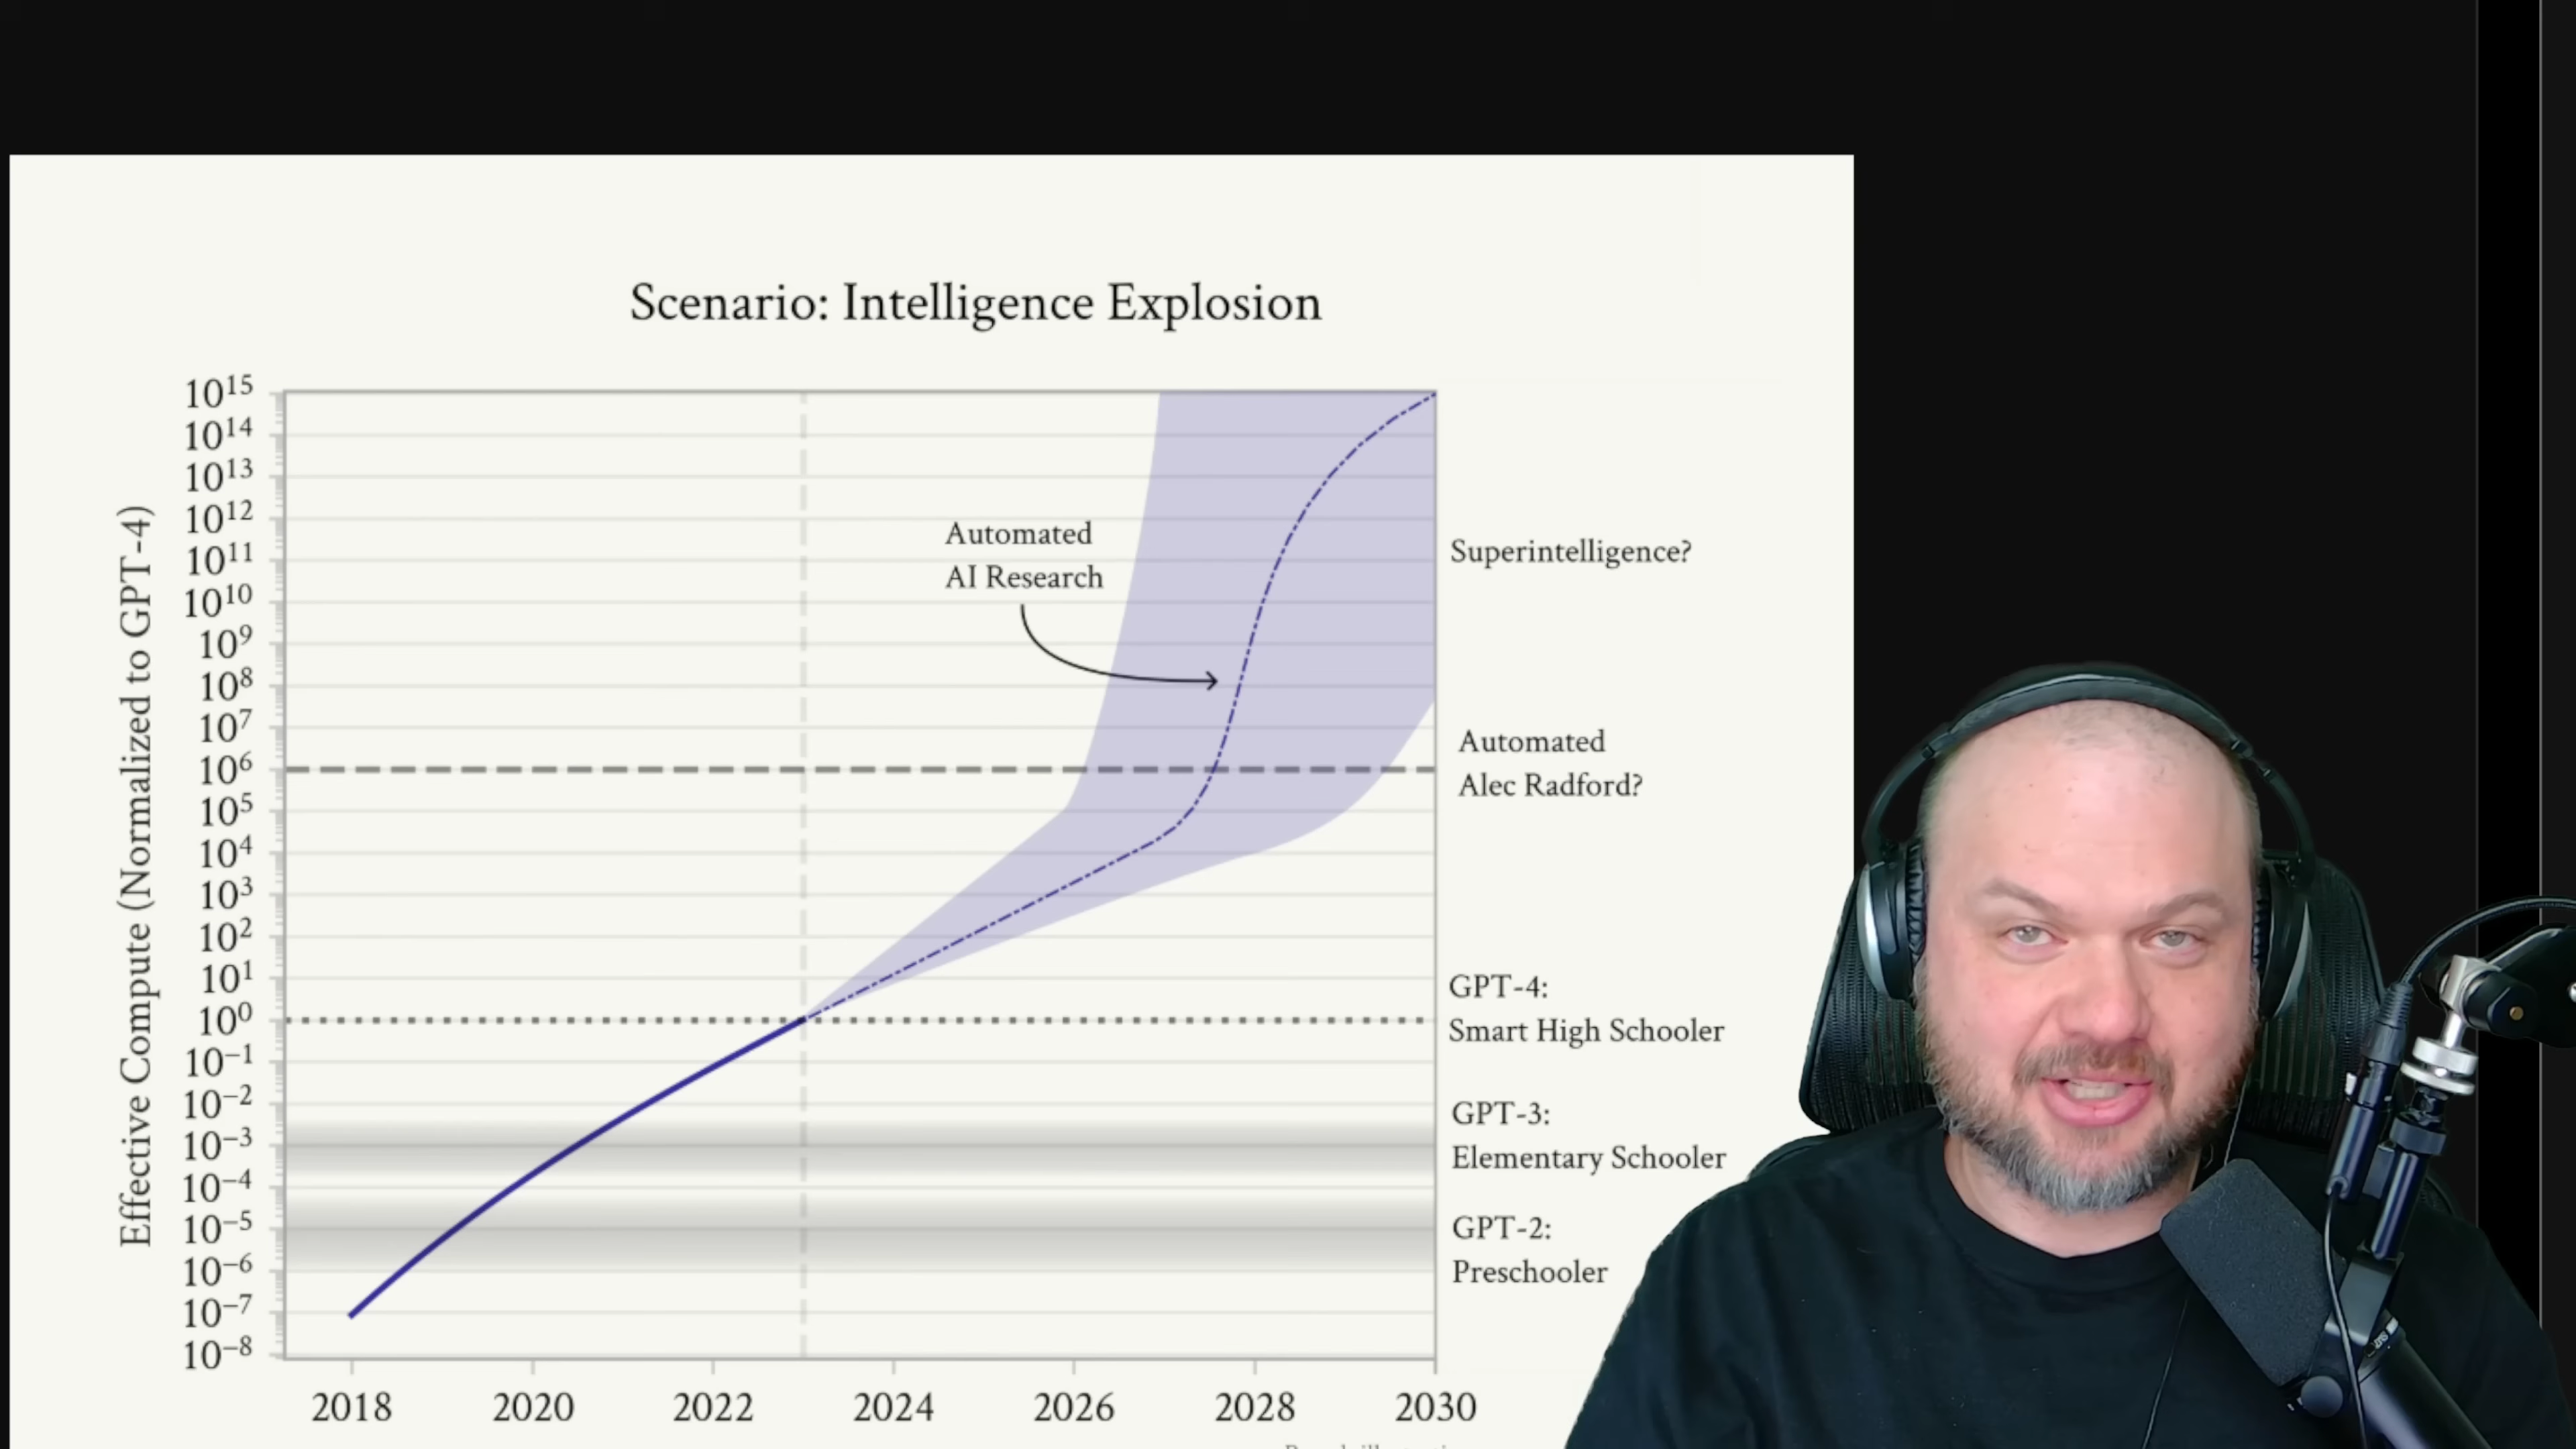 Scenario: Intelligence Explosion
Effective Compute (Normalized to GPT-4)
10¹⁵
10¹⁴
10¹³
10¹²
10¹¹
10¹⁰
10⁹
10⁸
10⁷
10⁶
10⁵
10⁴
10³
10²
10¹
10⁰
10⁻¹
10⁻²
10⁻³
10⁻⁴
10⁻⁵
10⁻⁶
10⁻⁷
10⁻⁸
Automated
AI Research
Superintelligence?
Automated
Alec Radford?
GPT-4:
Smart High Schooler
GPT-3:
Elementary Schooler
GPT-2:
Preschooler
2018 2020 2022 2024 2026 2028 2030